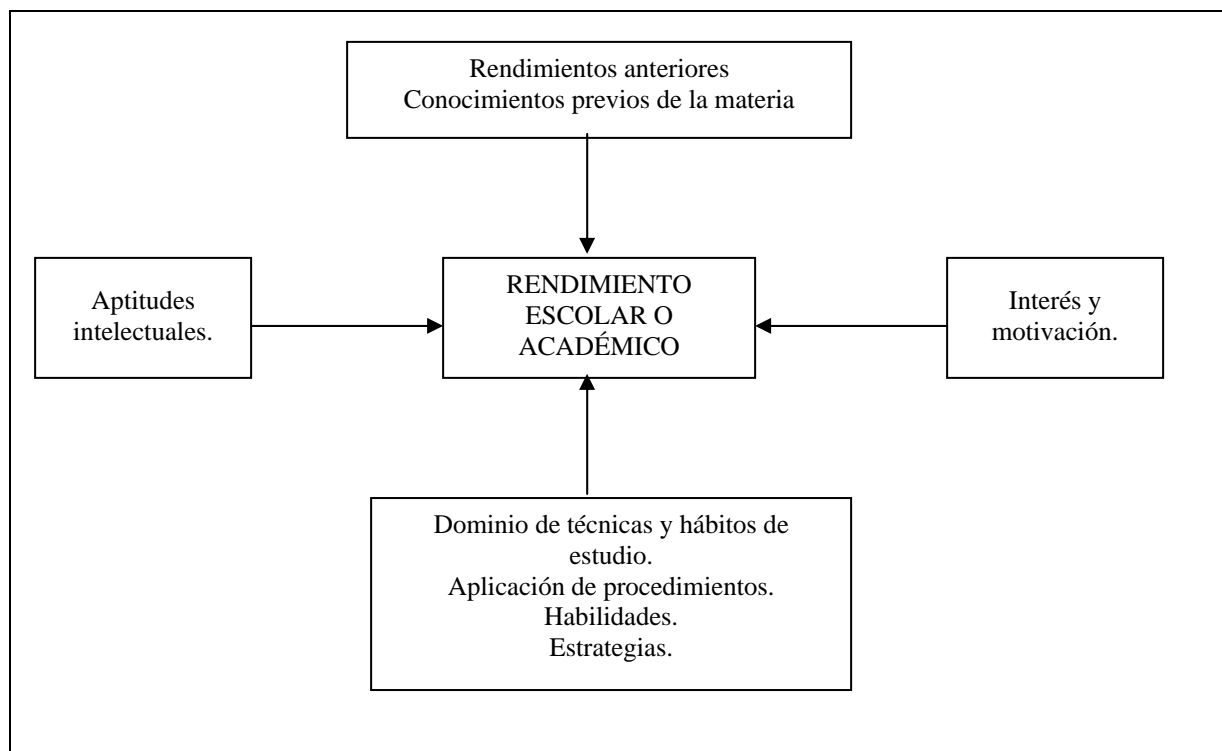 Rendimientos anteriores
Conocimientos previos de la materia
Aptitudes
intelectuales.
RENDIMIENTO
ESCOLAR O
ACADÉMICO
Interés y
motivación.
Dominio de técnicas y hábitos de
estudio.
Aplicación de procedimientos.
Habilidades.
Estrategias.